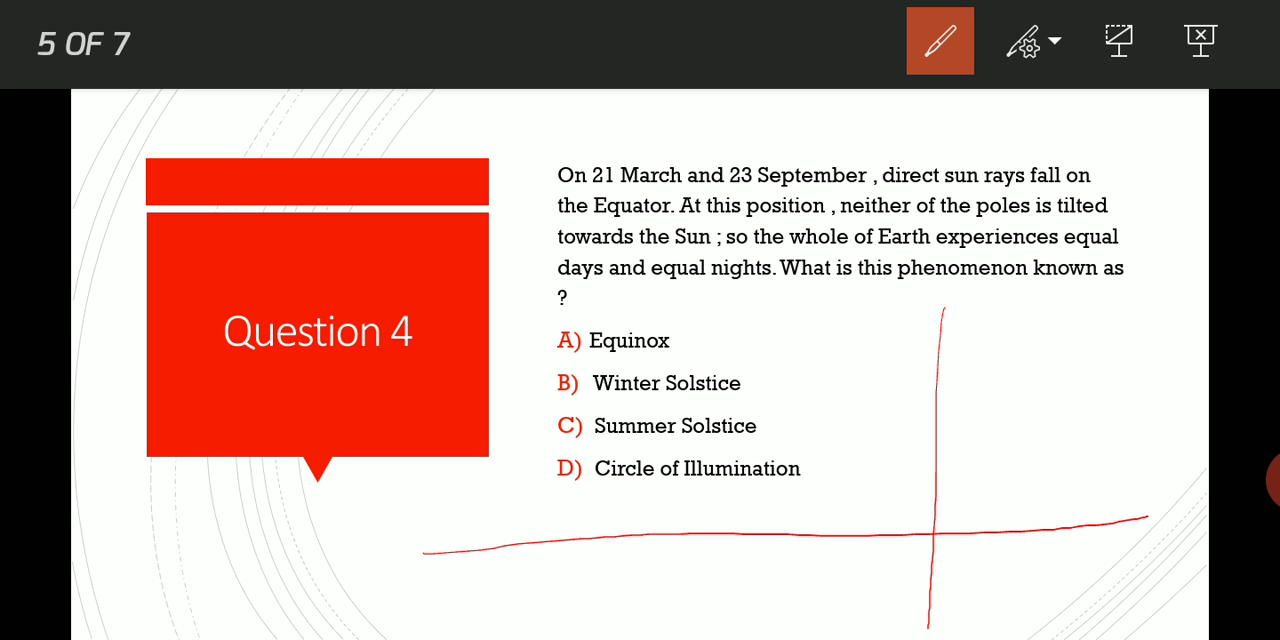 5 OF 7
Question 4
On 21 March and 23 September , direct sun rays fall on
the Equator. At this position , neither of the poles is tilted
towards the Sun ; so the whole of Earth experiences equal
days and equal nights. What is this phenomenon known as
?
A) Equinox
B) Winter Solstice
C) Summer Solstice
D) Circle of Illumination